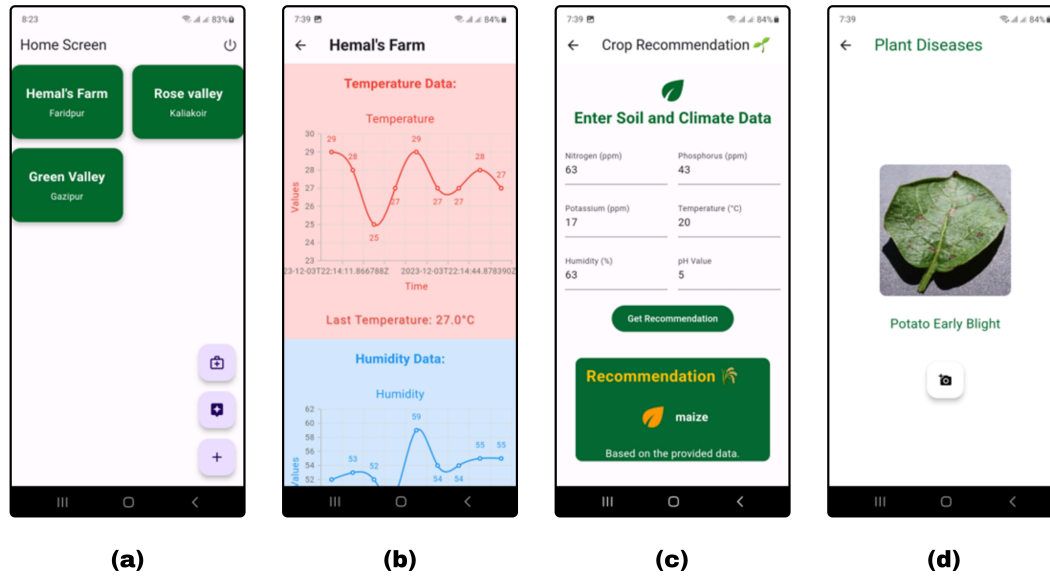 8:23
83%
Home Screen
Hemal's Farm
Faridpur
Rose valley
Kaliakoir
Green Valley
Gazipur
+
(a)
7:39
84%
Hemal's Farm
Temperature Data:
Temperature
30
29
28
27
26
25
24
23
Values
29
28
25
27
29
27
27
28
27
23-12-03T22:14:11.866788Z
2023-12-03T22:14:44.878390Z
Time
Last Temperature: 27.0°C
Humidity Data:
Humidity
62
60
58
56
54
52
Values
53
52
59
54
54
55
55
(b)
7:39
84%
Crop Recommendation
Enter Soil and Climate Data
Nitrogen (ppm)
63
Phosphorus (ppm)
43
Potassium (ppm)
17
Temperature (°C)
20
Humidity (%)
63
pH Value
5
Get Recommendation
Recommendation
maize
Based on the provided data.
(c)
7:39
84%
Plant Diseases
Potato Early Blight
(d)